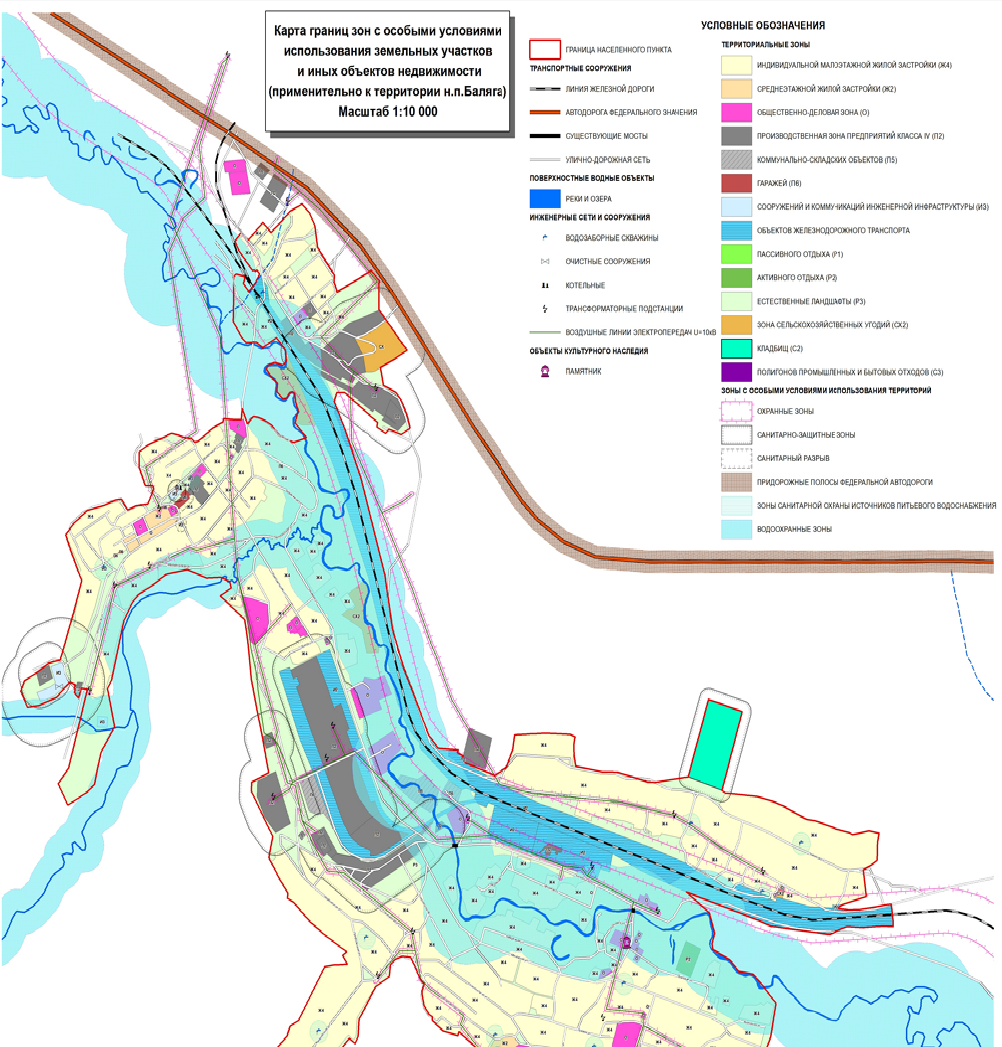 Карта границ зон с особыми условиями
использования земельных участков
и иных объектов недвижимости
(применительно к территории н.п.Баляга)
Масштаб 1:10 000
ГРАНИЦА НАСЕЛЕННОГО ПУНКТА
ТРАНСПОРТНЫЕ СООРУЖЕНИЯ
ЛИНИЯ ЖЕЛЕЗНОЙ ДОРОГИ
АВТОДОРОГА ФЕДЕРАЛЬНОГО ЗНАЧЕНИЯ
СУЩЕСТВУЮЩИЕ МОСТЫ
УЛИЧНО-ДОРОЖНАЯ СЕТЬ
ПОВЕРХНОСТНЫЕ ВОДНЫЕ ОБЪЕКТЫ
РЕКИ И ОЗЕРА
ИНЖЕНЕРНЫЕ СЕТИ И СООРУЖЕНИЯ
ВОДОЗАБОРНЫЕ СКВАЖИНЫ
ОЧИСТНЫЕ СООРУЖЕНИЯ
КОТЕЛЬНЫЕ
ТРАНСФОРМАТОРНЫЕ ПОДСТАНЦИИ
ВОЗДУШНЫЕ ЛИНИИ ЭЛЕКТРОПЕРЕДАЧ U=10кВ
ОБЪЕКТЫ КУЛЬТУРНОГО НАСЛЕДИЯ
ПАМЯТНИК
УСЛОВНЫЕ ОБОЗНАЧЕНИЯ
ТЕРРИТОРИАЛЬНЫЕ ЗОНЫ
ИНДИВИДУАЛЬНОЙ МАЛОЭТАЖНОЙ ЖИЛОЙ ЗАСТРОЙКИ (Ж4)
СРЕДНЕЭТАЖНОЙ ЖИЛОЙ ЗАСТРОЙКИ (Ж2)
ОБЩЕСТВЕННО-ДЕЛОВАЯ ЗОНА (О)
ПРОИЗВОДСТВЕННАЯ ЗОНА ПРЕДПРИЯТИЙ КЛАССА IV (П2)
КОММУНАЛЬНО-СКЛАДСКИХ ОБЪЕКТОВ (П5)
ГАРАЖЕЙ (П6)
СООРУЖЕНИЙ И КОММУНИКАЦИЙ ИНЖЕНЕРНОЙ ИНФРАСТРУКТУРЫ (И3)
ОБЪЕКТОВ ЖЕЛЕЗНОДОРОЖНОГО ТРАНСПОРТА
ПАССИВНОГО ОТДЫХА (Р1)
АКТИВНОГО ОТДЫХА (Р2)
ЕСТЕСТВЕННЫЕ ЛАНДШАФТЫ (Р3)
ЗОНА СЕЛЬСКОХОЗЯЙСТВЕННЫХ УГОДИЙ (СХ2)
КЛАДБИЩ (С2)
ПОЛИГОНОВ ПРОМЫШЛЕННЫХ И БЫТОВЫХ ОТХОДОВ (С3)
ЗОНЫ С ОСОБЫМИ УСЛОВИЯМИ ИСПОЛЬЗОВАНИЯ ТЕРРИТОРИЙ
ОХРАННЫЕ ЗОНЫ
САНИТАРНО-ЗАЩИТНЫЕ ЗОНЫ
САНИТАРНЫЙ РАЗРЫВ
ПРИДОРОЖНЫЕ ПОЛОСЫ ФЕДЕРАЛЬНОЙ АВТОДОРОГИ
ЗОНЫ САНИТАРНОЙ ОХРАНЫ ИСТОЧНИКОВ ПИТЬЕВОГО ВОДОСНАБЖЕНИЯ
ВОДООХРАННЫЕ ЗОНЫ